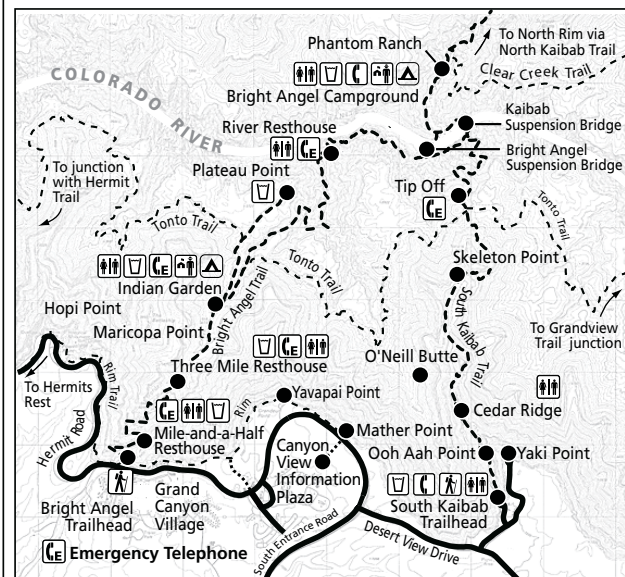 To North Rim via
North Kaibab Trail
Phantom Ranch
Clear Creek Trail
COLORADO RIVER
Bright Angel Campground
Kaibab
Suspension Bridge
River Resthouse
E
Bright Angel
Suspension Bridge
To junction
with Hermit
Trail
Plateau Point
Tip Off
E
Tonto Trail
Tonto Trail
E
Indian Garden
Tonto
Trail
Skeleton Point
Bright Angel Trail
South Kaibab
Trail
Hopi Point
Maricopa Point
To Grandview
Trail junction
E
Three Mile Resthouse
O'Neill Butte
Rim Trail
To Hermits
Rest
Yavapai Point
E
Rim
Cedar Ridge
Mile-and-a-Half
Resthouse
Mather Point
Hermit Road
Canyon
View
Information
Plaza
Ooh Aah Point
Yaki Point
Bright Angel
Trailhead
Grand
Canyon
Village
South Kaibab
Trailhead
South Entrance Road
Desert View Drive
E Emergency Telephone